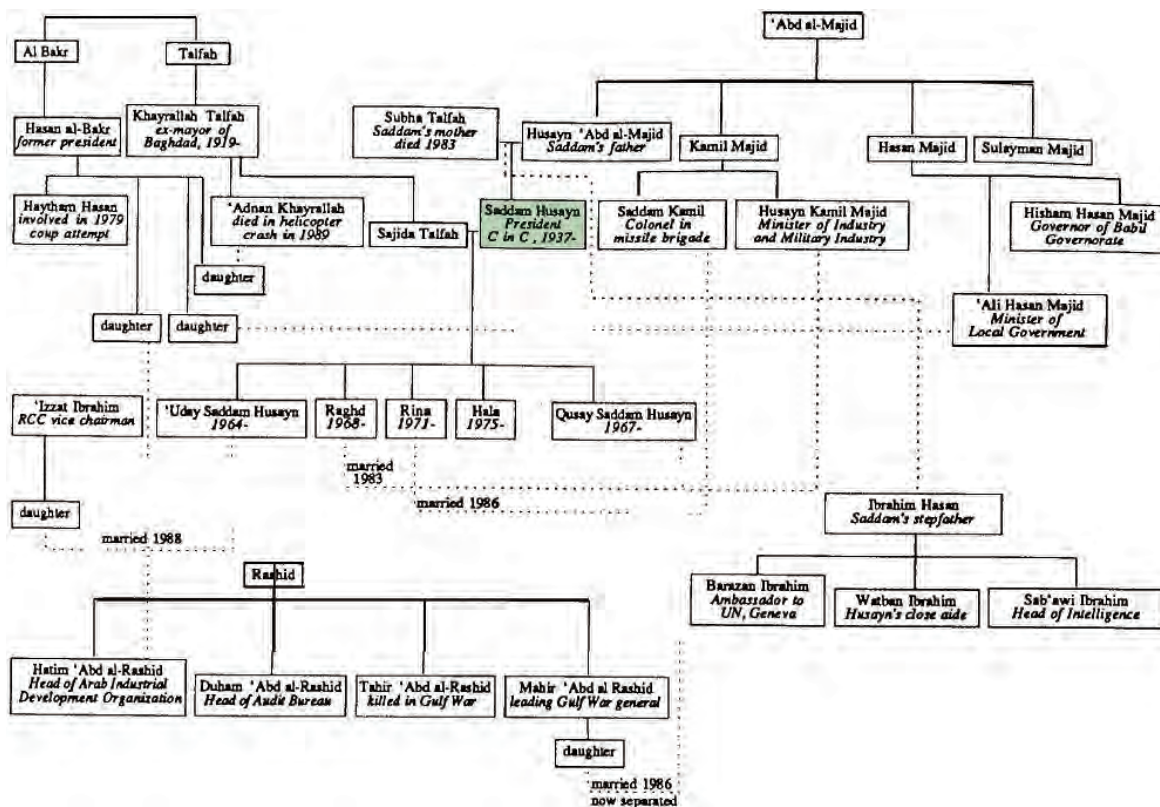 'Abd al-Majid
Al Bakr
Talfah
Hasan al-Bakr
former president
Khayrallah Talfah
ex-mayor of
Baghdad, 1919-
Subha Talfah
Saddam's mother
died 1983
Husayn 'Abd al-Majid
Saddam's father
Kamil Majid
Hasan Majid
Sulayman Majid
Haytham Hasan
involved in 1979
coup attempt
'Adnan Khayrallah
died in helicopter
crash in 1989
Sajida Talfah
Saddam Husayn
President
C in C , 1937-
Saddam Kamil
Colonel in
missile brigade
Husayn Kamil Majid
Minister of Industry
and Military Industry
Hisham Hasan Majid
Governor of Babil
Governorate
daughter
daughter
daughter
'Ali Hasan Majid
Minister of
Local Government
'Izzat Ibrahim
RCC vice chairman
'Uday Saddam Husayn
1964-
Raghd
1968-
Rina
1971-
Hala
1975-
Qusay Saddam Husayn
1967-
married
1983
married 1986
daughter
married 1988
Ibrahim Hasan
Saddam's stepfather
Rashid
Barazan Ibrahim
Ambassador to
UN, Geneva
Watban Ibrahim
Husayn's close aide
Sab'awi Ibrahim
Head of Intelligence
Hatim 'Abd al-Rashid
Head of Arab Industrial
Development Organization
Duham 'Abd al-Rashid
Head of Audit Bureau
Tahir 'Abd al-Rashid
killed in Gulf War
Mahir 'Abd al Rashid
leading Gulf War general
daughter
married 1986
now separated